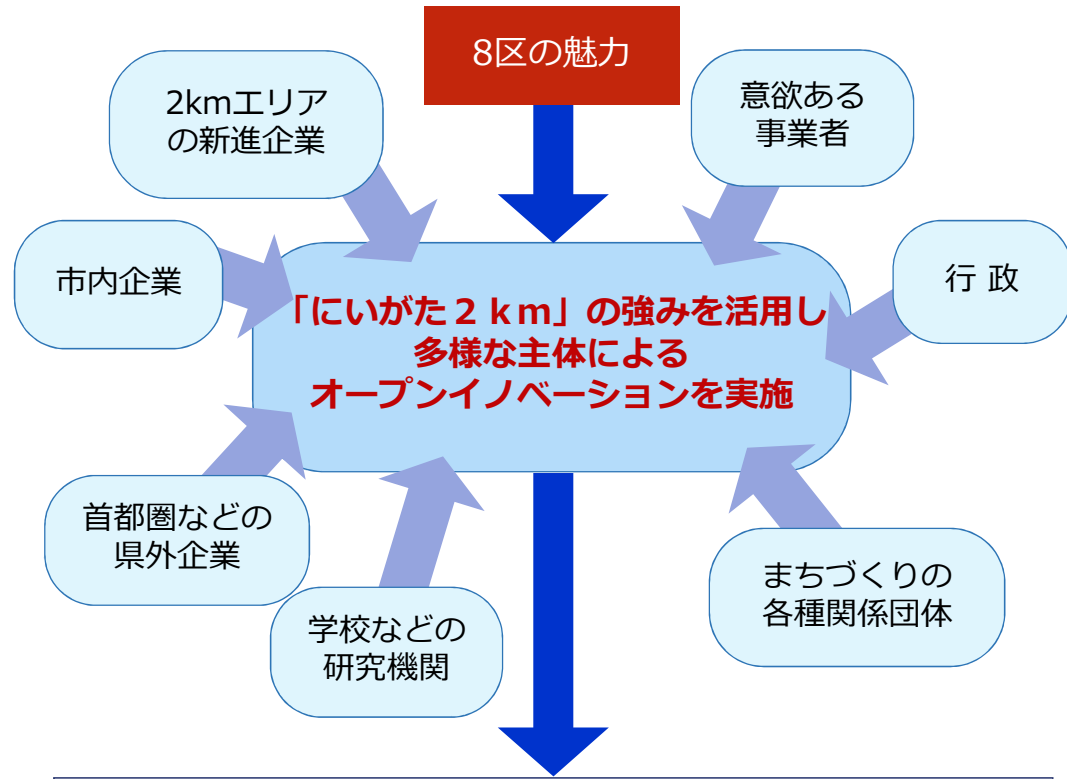 8区の魅力
2kmエリア
の新進企業
意欲ある
事業者
市内企業
行 政
「にいがた２ｋｍ」の強みを活用し
多様な主体による
オープンイノベーションを実施
首都圏などの
県外企業
学校などの
研究機関
まちづくりの
各種関係団体